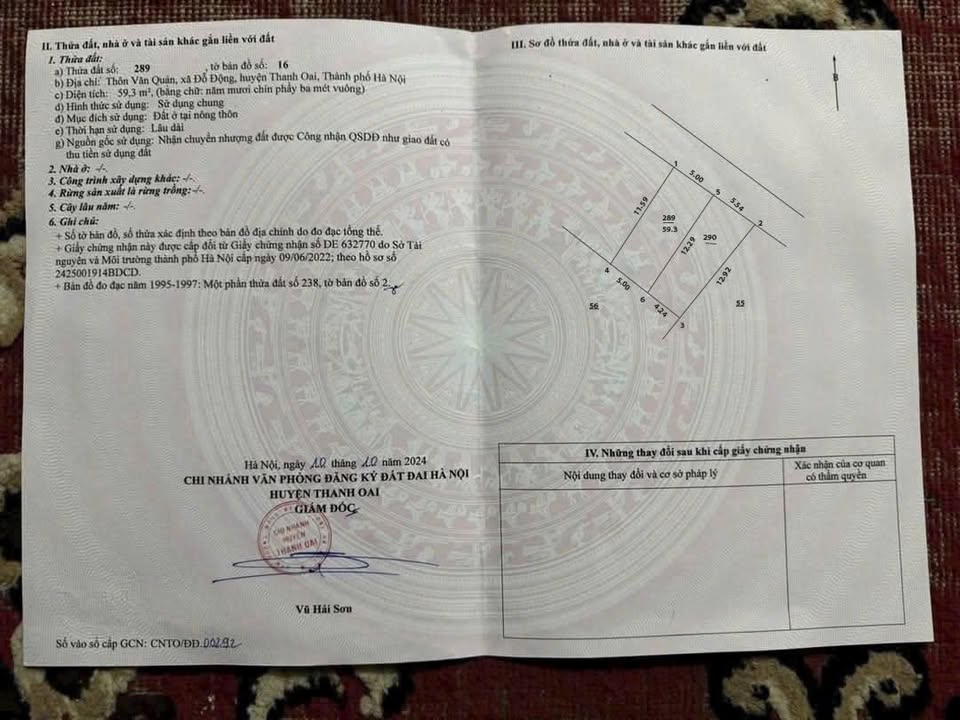 II. Thửa đất, nhà ở và tài sản khác gắn liền với đất
1. Thửa đất:
a) Thửa đất số: 289 , tờ bản đồ số: 16
b) Địa chỉ: Thôn Văn Quán, xã Đỗ Động, huyện Thanh Oai, Thành phố Hà Nội
c) Diện tích: 59,3 m², (bằng chữ: năm mươi chín phẩy ba mét vuông)
d) Hình thức sử dụng: Sử dụng chung
đ) Mục đích sử dụng: Đất ở tại nông thôn
e) Thời hạn sử dụng: Lâu dài
g) Nguồn gốc sử dụng: Nhận chuyển nhượng đất được Công nhận QSDĐ như giao đất có
thu tiền sử dụng đất
2. Nhà ở: -/-.
3. Công trình xây dựng khác: -/-.
4. Rừng sản xuất là rừng trồng:-/-.
5. Cây lâu năm: -/-.
6. Ghi chú:
+ Số tờ bản đồ, số thửa xác định theo bản đồ địa chính do đo đạc tổng thể.
+ Giấy chứng nhận này được cấp đổi từ Giấy chứng nhận số DE 632770 do Sở Tài
nguyên và Môi trường thành phố Hà Nội cấp ngày 09/06/2022; theo hồ sơ số
2425001914BDCD.
+ Bản đồ đo đạc năm 1995-1997: Một phần thửa đất số 238, tờ bản đồ số 2.
Hà Nội, ngày 10 tháng 10 năm 2024
CHI NHÁNH VĂN PHÒNG ĐĂNG KÝ ĐẤT ĐAI HÀ NỘI
HUYỆN THANH OAI
GIÁM ĐỐC
CHI NHÁNH
HUYỆN
THANH OAI
Vũ Hải Sơn
Số vào sổ cấp GCN: CNTO/ĐĐ.00292
III. Sơ đồ thửa đất, nhà ở và tài sản khác gắn liền với đất
B
1
5.00
5
5.54
2
11.59
289
59.3
290
12.29
12.92
4
5.00
6
4.24
3
56
55
IV. Những thay đổi sau khi cấp giấy chứng nhận
Nội dung thay đổi và cơ sở pháp lý
Xác nhận của cơ quan
có thẩm quyền